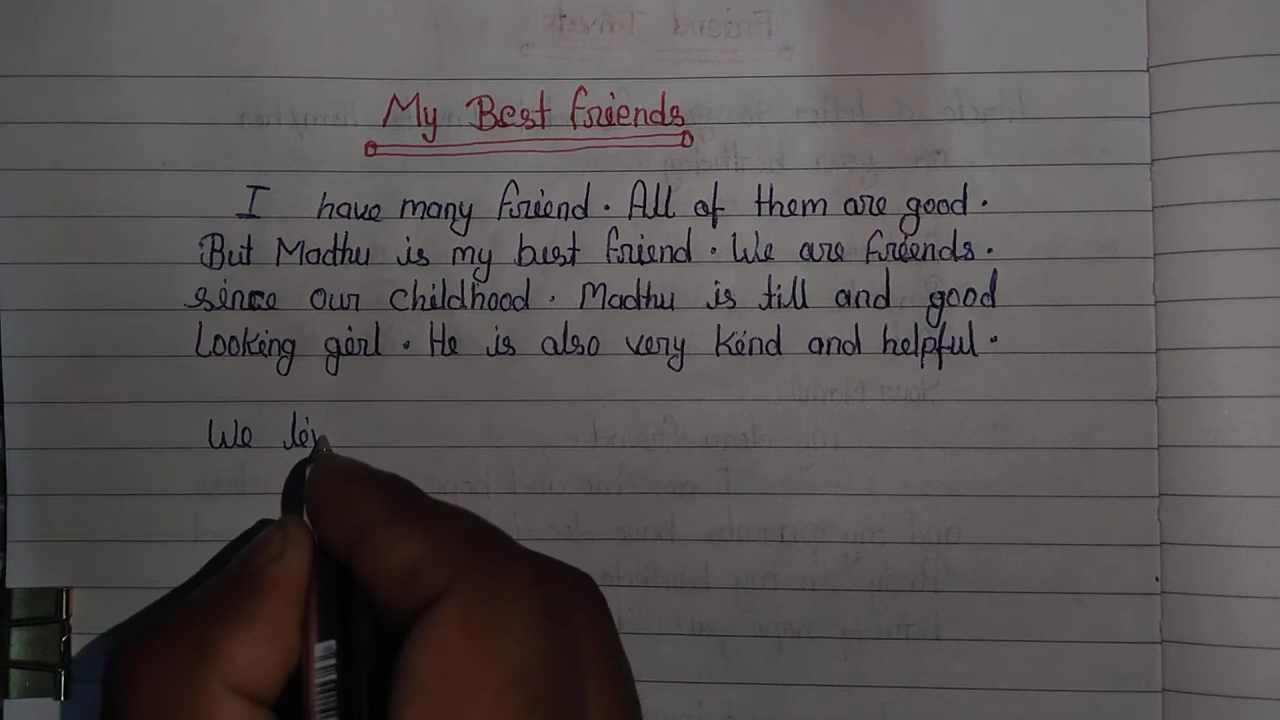 My Best friends
I have many friend. All of them are good.
But Madhu is my best friend. We are friends.
since our childhood. Madhu is till and good
Looking girl. He is also very kind and helpful.
We